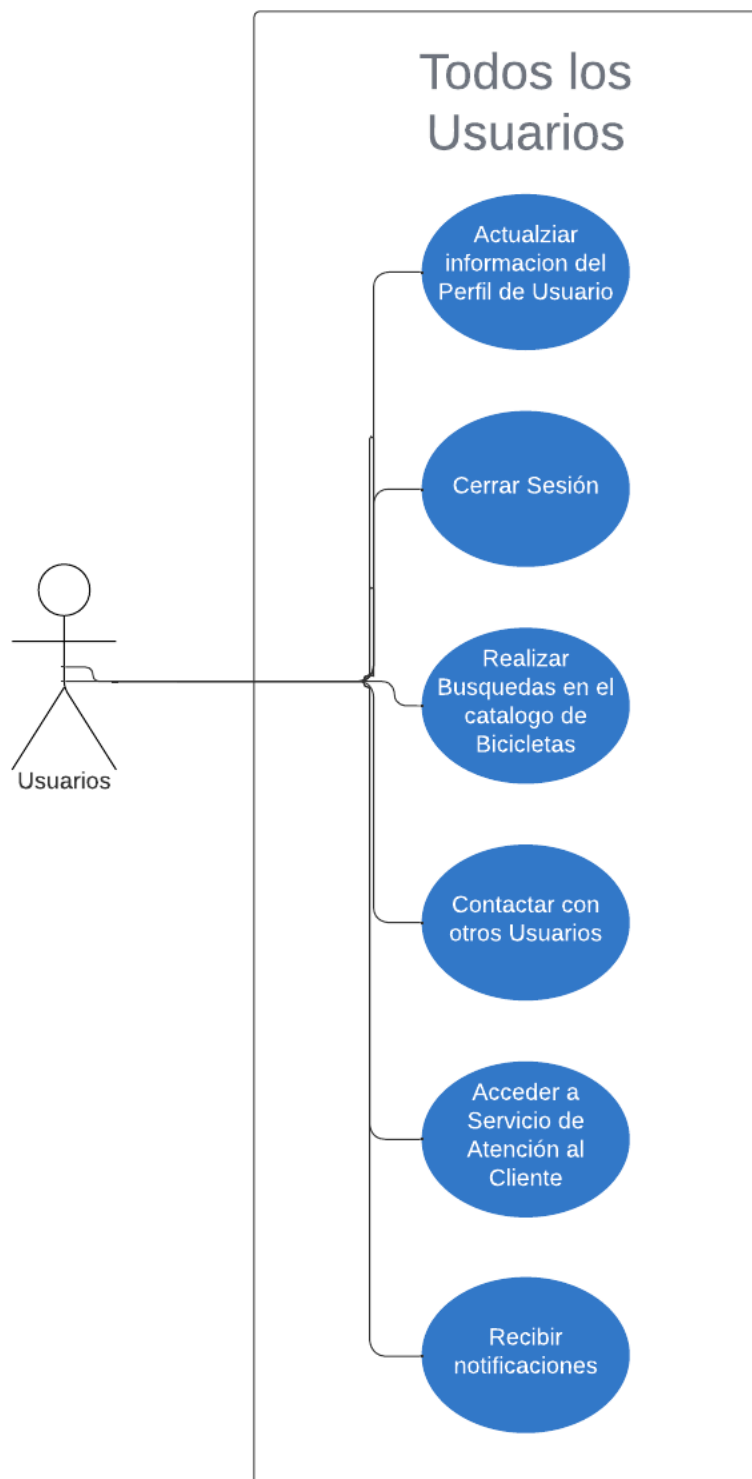 Todos los
Usuarios
Actualziar
informacion del
Perfil de Usuario
Cerrar Sesión
Realizar
Busquedas en el
catalogo de
Bicicletas
Usuarios
Contactar con
otros Usuarios
Acceder a
Servicio de
Atención al
Cliente
Recibir
notificaciones